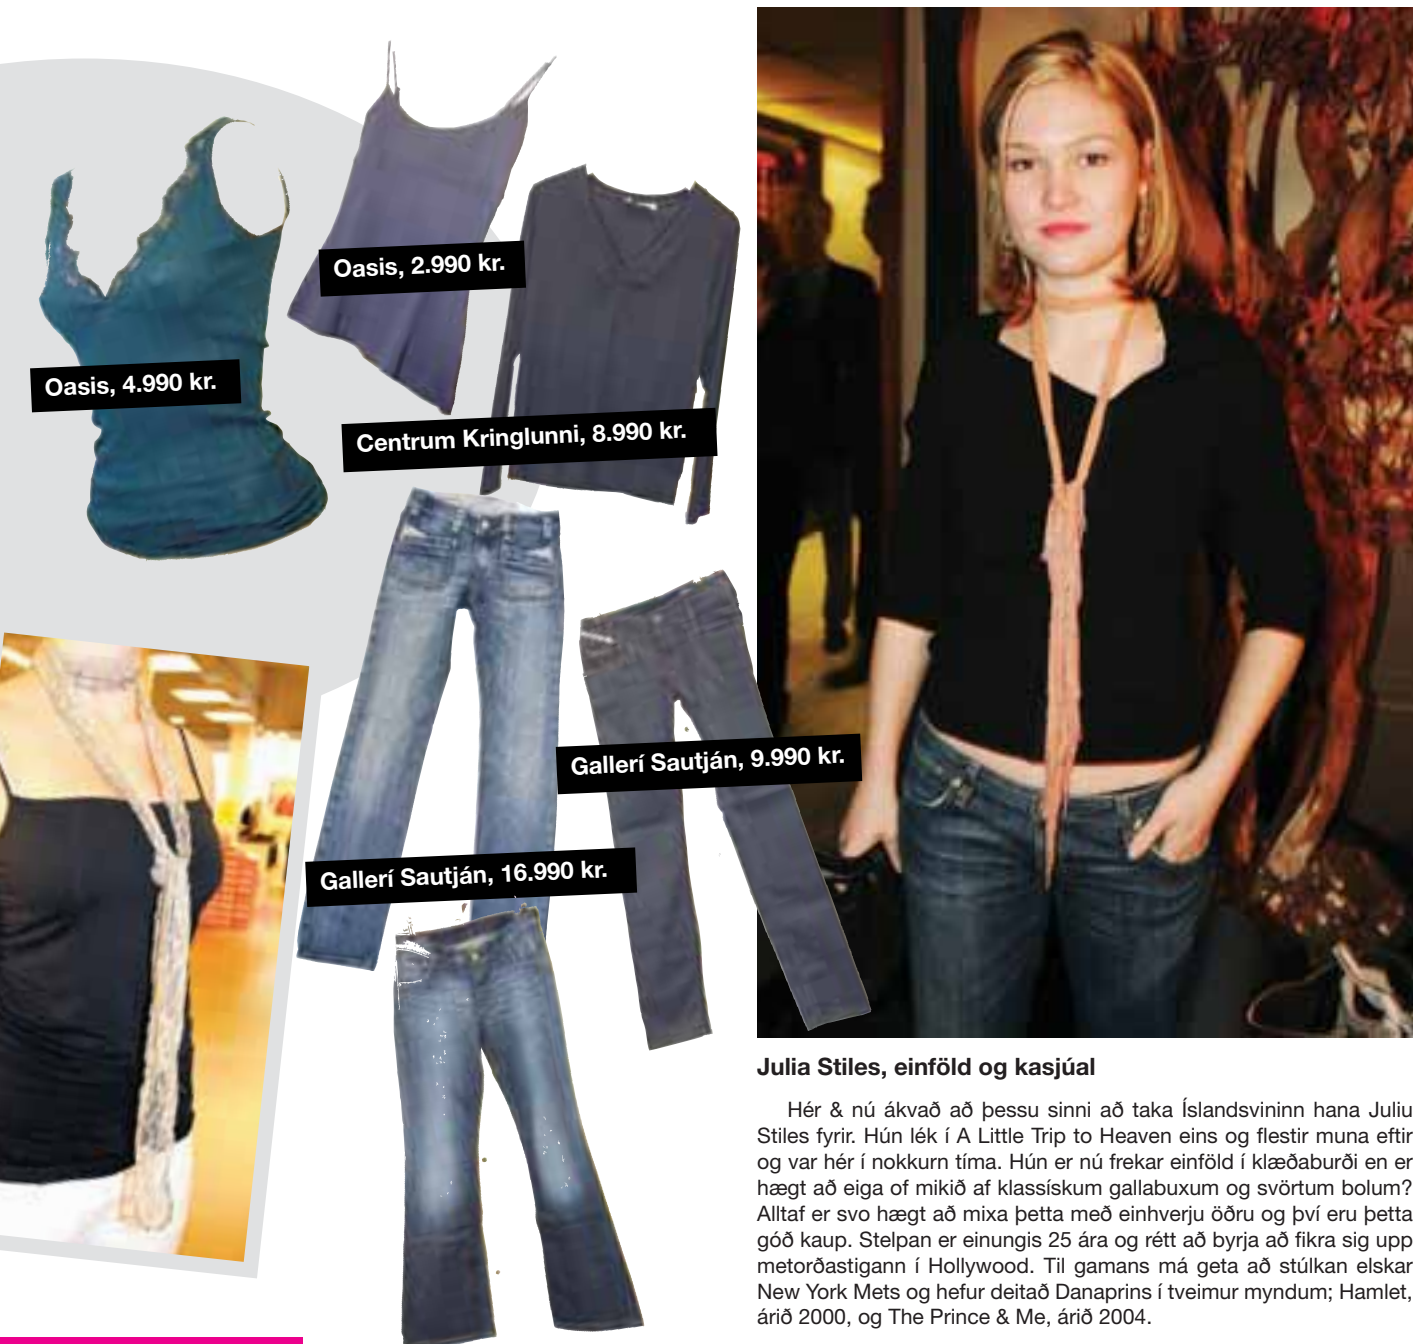 Oasis, 2.990 kr.
Oasis, 4.990 kr.
Centrum Kringlunni, 8.990 kr.
Gallerí Sautján, 9.990 kr.
Gallerí Sautján, 16.990 kr.
Julia Stiles, einföld og kasjúal
Hér & nú ákvað að þessu sinni að taka Íslandsvininn hana Juliu
Stiles fyrir. Hún lék í A Little Trip to Heaven eins og flestir muna eftir
og var hér í nokkurn tíma. Hún er nú frekar einföld í klæðaburði en er
hægt að eiga of mikið af klassískum gallabuxum og svörtum bolum?
Alltaf er svo hægt að mixa þetta með einhverju öðru og því eru þetta
góð kaup. Stelpan er einungis 25 ára og rétt að byrja að fikra sig upp
metorðastigann í Hollywood. Til gamans má geta að stúlkan elskar
New York Mets og hefur deitað Danaprins í tveimur myndum; Hamlet,
árið 2000, og The Prince & Me, árið 2004.